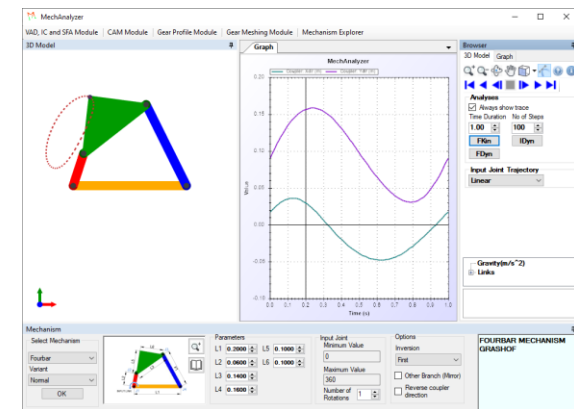 MechAnalyzer
VAD, IC and SFA Module | CAM Module | Gear Profile Module | Gear Meshing Module | Mechanism Explorer
3D Model
Graph
MechAnalyzer
0.20
0.15
0.10
0.05
0.00
-0.05
-0.10
Value
0.0 0.1 0.2 0.3 0.4 0.5 0.6 0.7 0.8 0.9 1.0
Time (s)
Browser
3D Model Graph
Analyses
Always show trace
Time Duration No of Steps
1.00 100
FKin IDyn
FDyn
Input Joint Trajectory
Linear
Gravity(m/s^2)
Links
Mechanism
Select Mechanism
Fourbar
Variant
Normal
OK
Parameters
L1 0.2000 L5 0.1000
L2 0.0600 L6 0.1000
L3 0.1400
L4 0.1600
Input Joint
Minimum Value
0
Maximum Value
360
Number of
Rotations 1
Options
Inversion
First
Other Branch (Mirror)
Reverse coupler
direction
FOURBAR MECHANISM
GRASHOF